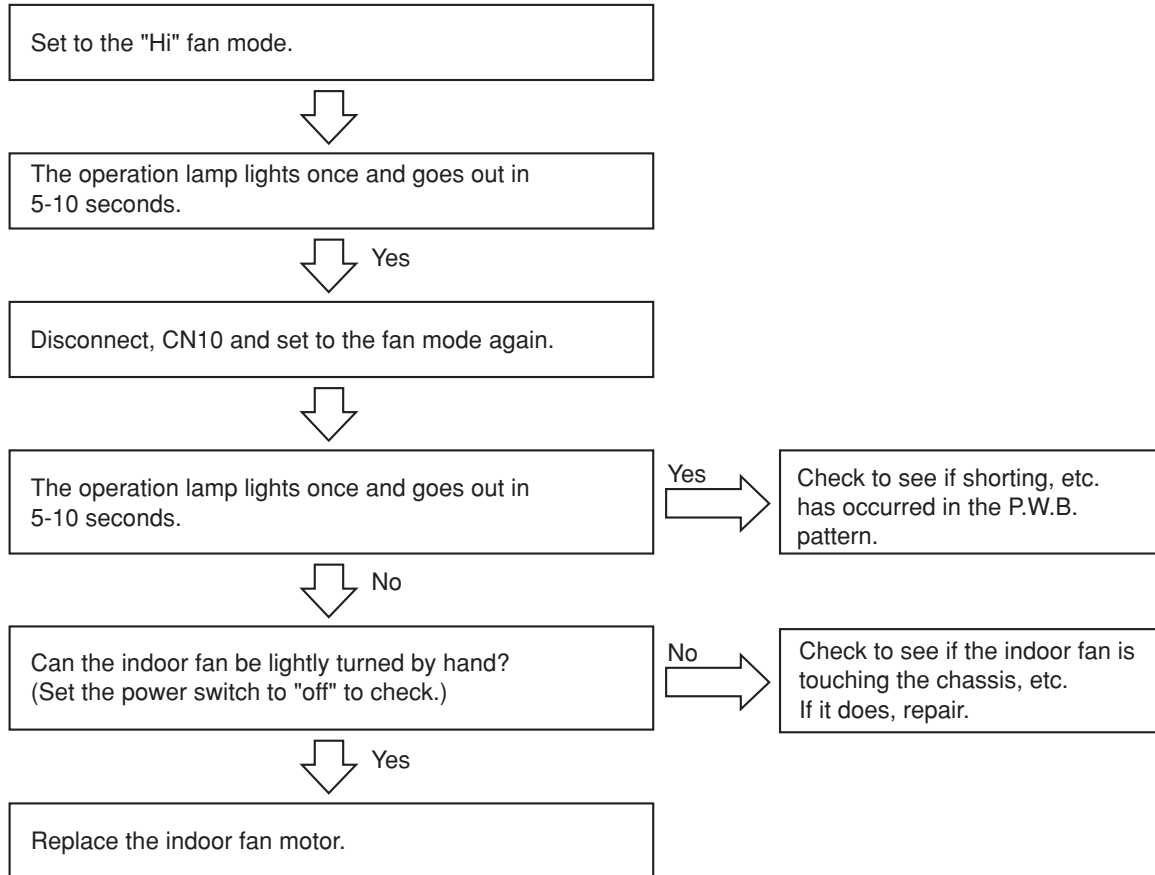 Set to the "Hi" fan mode.
The operation lamp lights once and goes out in
5-10 seconds.
Yes
Disconnect, CN10 and set to the fan mode again.
The operation lamp lights once and goes out in
5-10 seconds.
Yes
Check to see if shorting, etc.
has occurred in the P.W.B.
pattern.
No
Can the indoor fan be lightly turned by hand?
(Set the power switch to "off" to check.)
No
Check to see if the indoor fan is
touching the chassis, etc.
If it does, repair.
Yes
Replace the indoor fan motor.